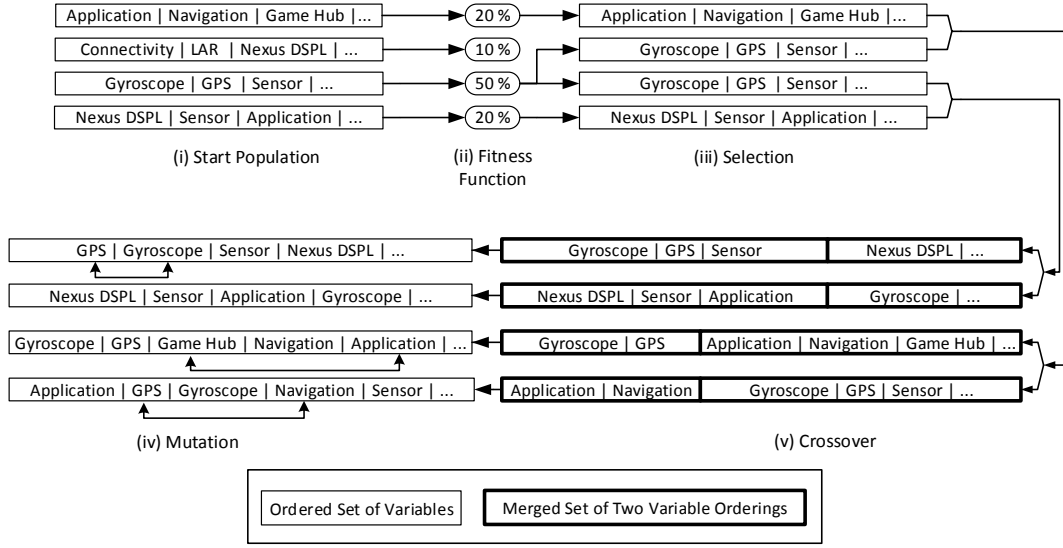 Application | Navigation | Game Hub |... 20 % Application | Navigation | Game Hub |...
Connectivity | LAR | Nexus DSPL | ... 10 % Gyroscope | GPS | Sensor | ...
Gyroscope | GPS | Sensor | ... 50 % Gyroscope | GPS | Sensor | ...
Nexus DSPL | Sensor | Application | ... 20 % Nexus DSPL | Sensor | Application | ...
(i) Start Population (ii) Fitness (iii) Selection
Function
GPS | Gyroscope | Sensor | Nexus DSPL | ... Gyroscope | GPS | Sensor Nexus DSPL | ...
Nexus DSPL | Sensor | Application | Gyroscope | ... Nexus DSPL | Sensor | Application Gyroscope | ...
Gyroscope | GPS | Game Hub | Navigation | Application | ... Gyroscope | GPS Application | Navigation | Game Hub | ...
Application | GPS | Gyroscope | Navigation | Sensor | ... Application | Navigation Gyroscope | GPS | Sensor | ...
(iv) Mutation (v) Crossover
Ordered Set of Variables Merged Set of Two Variable Orderings